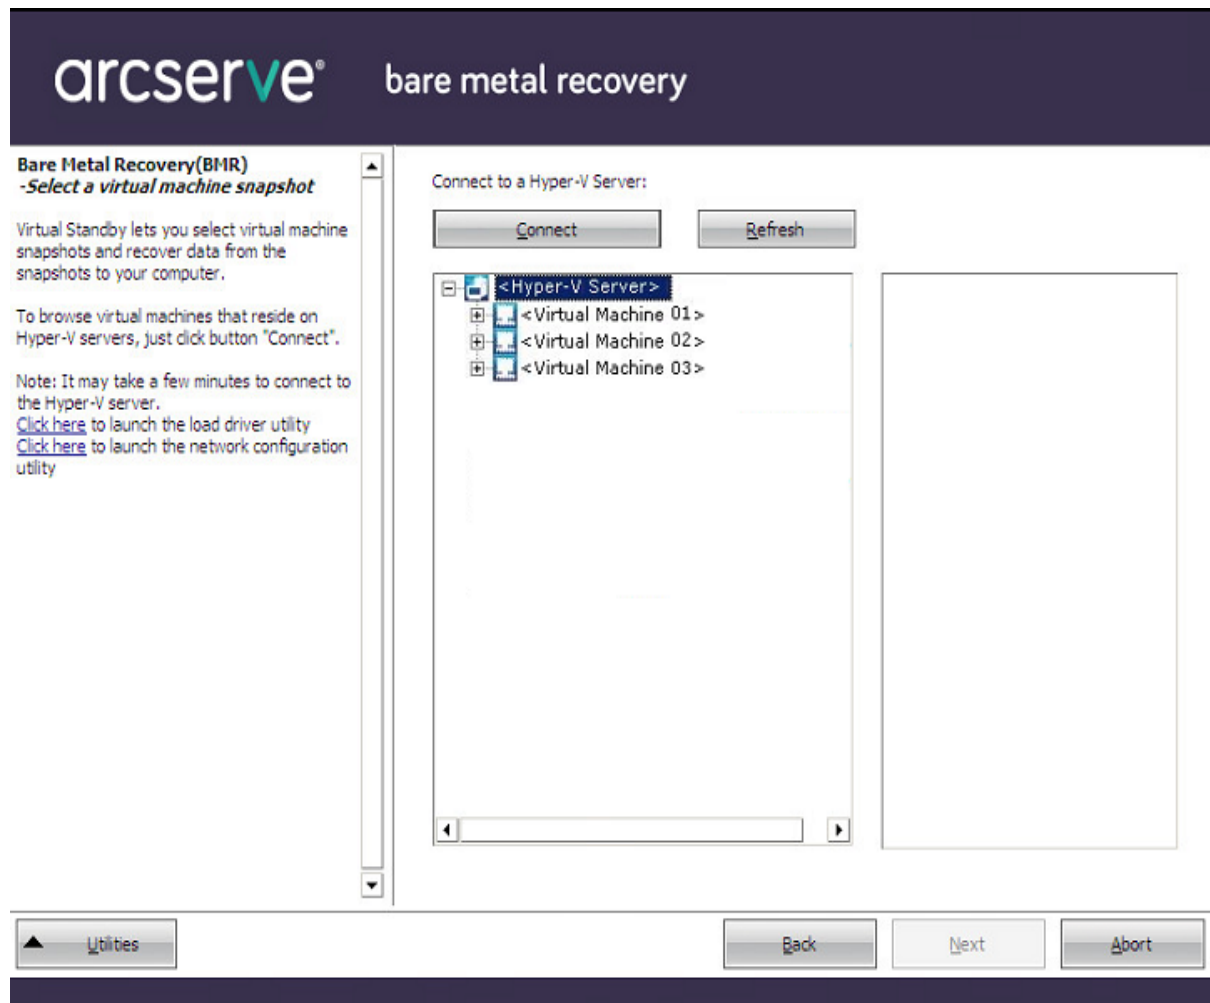 arcserve® bare metal recovery
Bare Metal Recovery(BMR)
-Select a virtual machine snapshot
Virtual Standby lets you select virtual machine
snapshots and recover data from the
snapshots to your computer.
To browse virtual machines that reside on
Hyper-V servers, just click button "Connect".
Note: It may take a few minutes to connect to
the Hyper-V server.
Click here to launch the load driver utility
Click here to launch the network configuration
utility
Connect to a Hyper-V Server:
Connect
Refresh
<Hyper-V Server>
<Virtual Machine 01>
<Virtual Machine 02>
<Virtual Machine 03>
Utilities
Back
Next
Abort